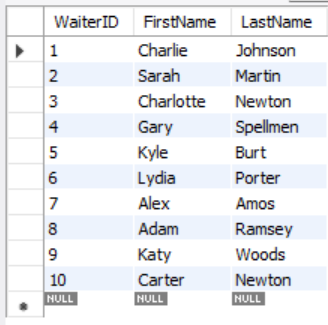 WaiterID FirstName LastName
1 Charlie Johnson
2 Sarah Martin
3 Charlotte Newton
4 Gary Spellmen
5 Kyle Burt
6 Lydia Porter
7 Alex Amos
8 Adam Ramsey
9 Katy Woods
10 Carter Newton
NULL NULL NULL